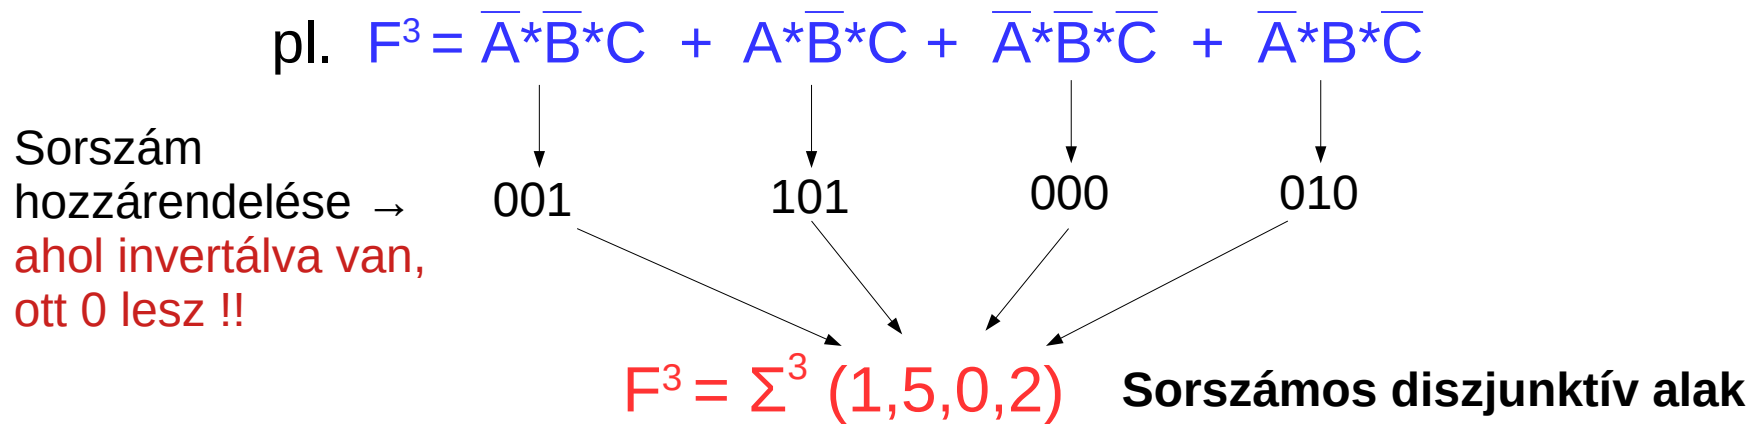 pl. F³ = A̅*B̅*C + A*B̅*C + A̅*B̅*C̅ + A̅*B*C̅
Sorszám
hozzárendelése →
ahol invertálva van,
ott 0 lesz !!
001 101 000 010
F³ = Σ³ (1,5,0,2) Sorszámos diszjunktív alak